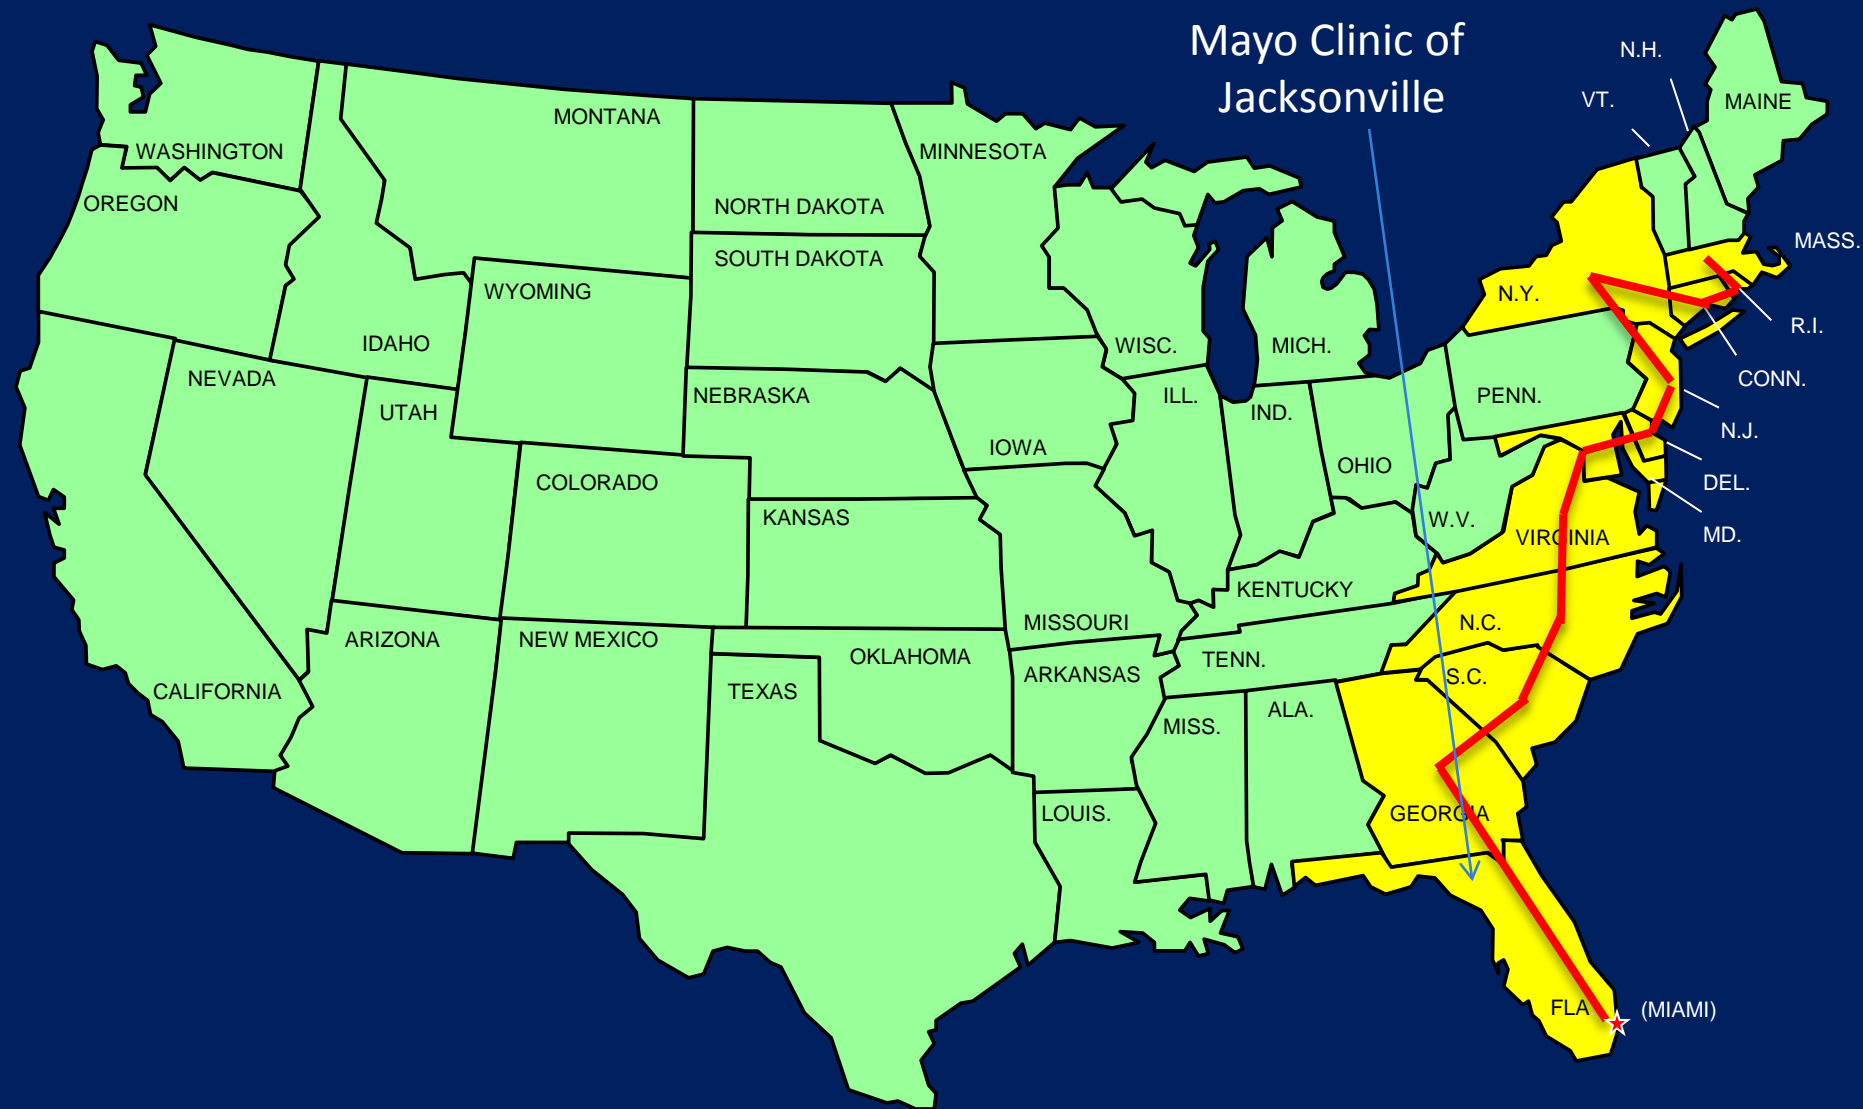 Mayo Clinic of
Jacksonville
N.H.
VT.
MAINE
MONTANA
WASHINGTON
MINNESOTA
OREGON
NORTH DAKOTA
MASS.
SOUTH DAKOTA
WYOMING
N.Y.
R.I.
IDAHO
WISC.
MICH.
NEVADA
CONN.
UTAH
NEBRASKA
ILL.
IND.
PENN.
N.J.
IOWA
OHIO
COLORADO
DEL.
KANSAS
W.V.
VIRGINIA
MD.
KENTUCKY
MISSOURI
N.C.
ARIZONA
NEW MEXICO
OKLAHOMA
TENN.
ARKANSAS
S.C.
CALIFORNIA
TEXAS
ALA.
MISS.
LOUIS.
GEORGIA
FLA
(MIAMI)